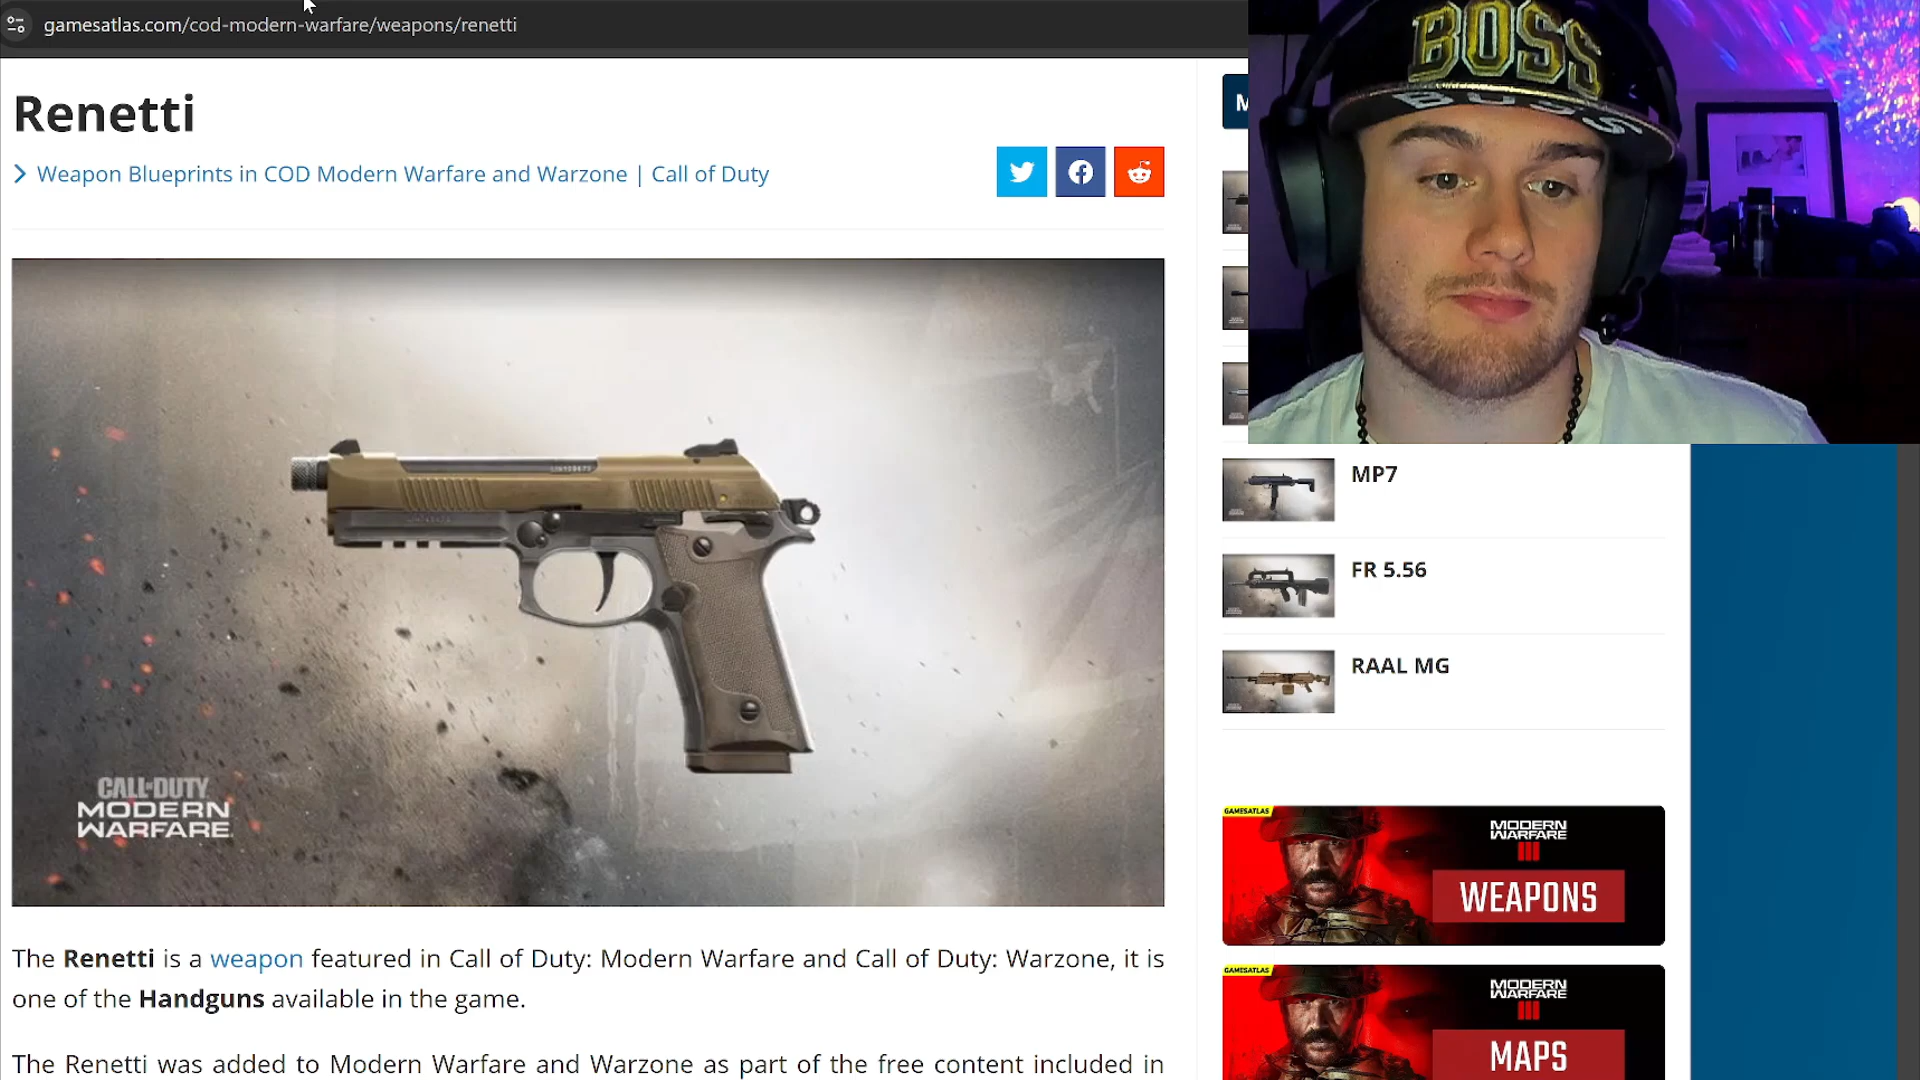 gamesatlas.com/cod-modern-warfare/weapons/renetti
Renetti
Weapon Blueprints in COD Modern Warfare and Warzone | Call of Duty
CALL OF DUTY
MODERN
WARFARE
The Renetti is a weapon featured in Call of Duty: Modern Warfare and Call of Duty: Warzone, it is
one of the Handguns available in the game.
The Renetti was added to Modern Warfare and Warzone as part of the free content included in
BOSS
BOSS
M
MP7
FR 5.56
RAAL MG
GAMESATLAS
MODERN
WARFARE
III
WEAPONS
GAMESATLAS
MODERN
WARFARE
III
MAPS